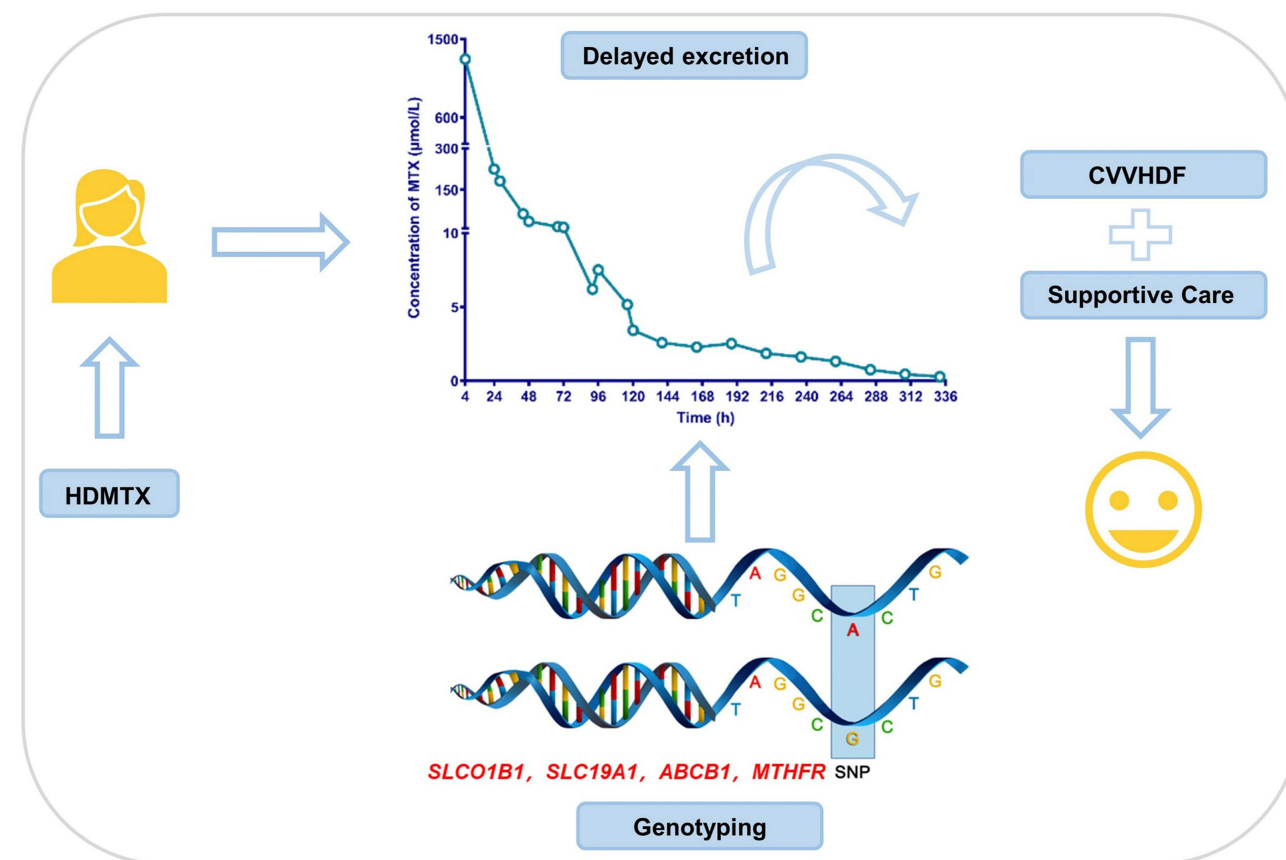 Delayed excretion
1500
600
300
150
10
5
0
Concentration of MTX (μmol/L)
4 24 48 72 96 120 144 168 192 216 240 264 288 312 336
Time (h)
HDMTX
CVVHDF
Supportive Care
T A G G C A C T G
T A G G C G C T G
SLCO1B1, SLC19A1, ABCB1, MTHFR SNP
Genotyping